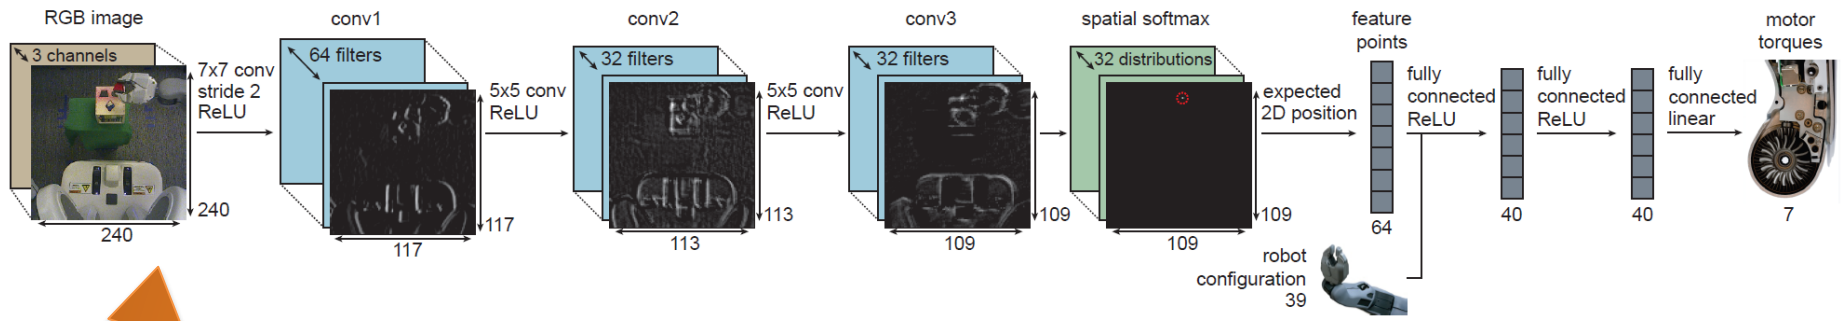 RGB image
3 channels
240
240
7x7 conv
stride 2
ReLU
conv1
64 filters
117
117
5x5 conv
ReLU
conv2
32 filters
113
113
5x5 conv
ReLU
conv3
32 filters
109
109
spatial softmax
32 distributions
109
109
expected
2D position
feature
points
64
robot
configuration
39
fully
connected
ReLU
40
fully
connected
ReLU
40
fully
connected
linear
motor
torques
7